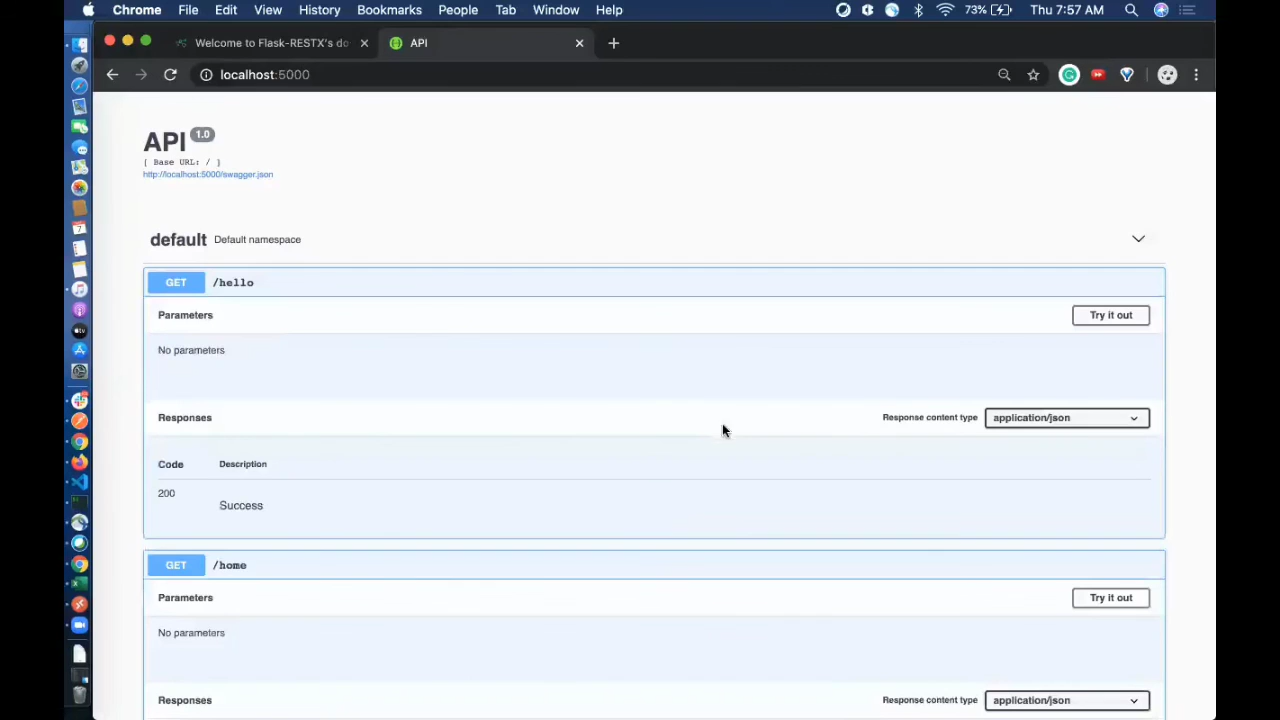 Chrome File Edit View History Bookmarks People Tab Window Help 73% Thu 7:57 AM
Welcome to Flask-RESTX's do API
localhost:5000
API 1.0
[ Base URL: / ]
http://localhost:5000/swagger.json
default Default namespace
GET /hello
Parameters Try it out
No parameters
Responses Response content type application/json
Code Description
200
Success
GET /home
Parameters Try it out
No parameters
Responses Response content type application/json